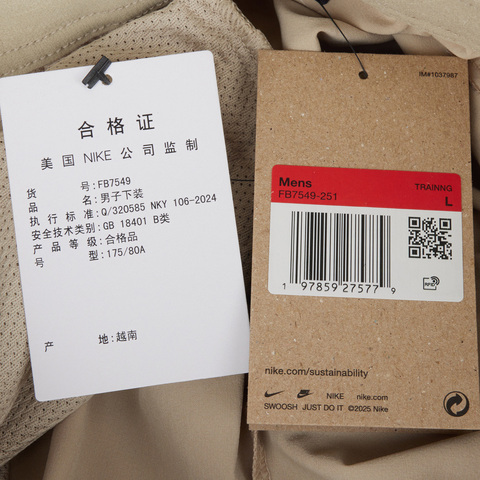 合格证
美国 NIKE 公司监制
货号:FB7549
品名:男子下装
执行标准:Q/320585 NKY 106-2024
安全技术类别:GB 18401 B类
产品等级:合格品
号型:175/80A
产地:越南
IM#1037987
Mens
TRAINNG
FB7549-251
L
1 97859 27577 9
RFID
nike.com/sustainability
NIKE nike.com
SWOOSH JUST DO IT ©2025 Nike